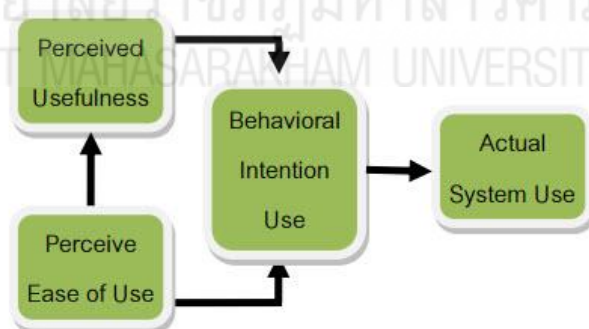 Perceived
Usefulness
MAHASARAKHAM UNIVERSIT
Behavioral
Intention
Use
Actual
System Use
Perceive
Ease of Use